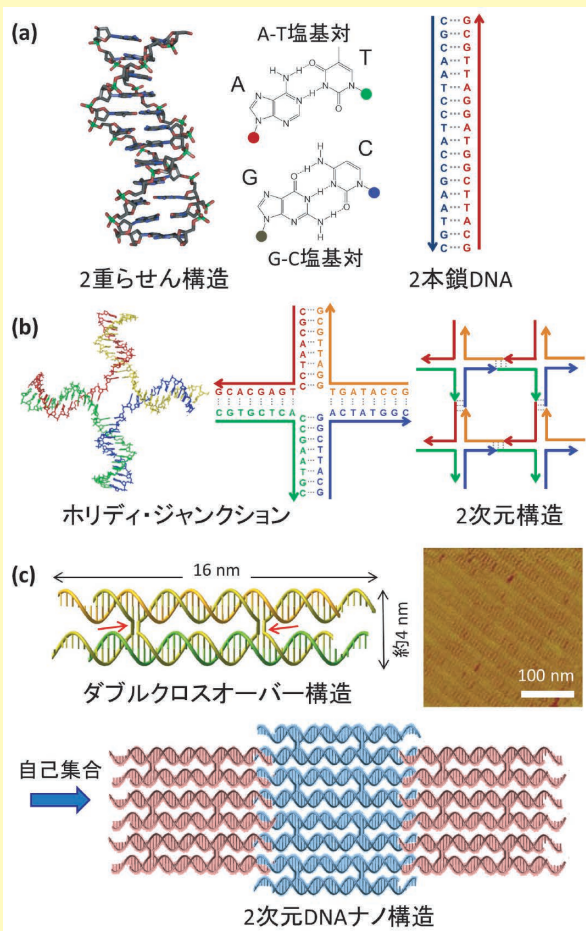 (a)
A-T塩基対
A
T
G
C
G-C塩基対
C G
G C
C G
A T
A T
T A
C G
C G
T A
A T
C G
C G
G C
A T
A T
T A
G C
C G
2重らせん構造
2本鎖DNA
(b)
C G
G C
C G
A T
A T
T A
C G
C G
GCACGAGT TGATACCG
CGTGCTCA ACTATGGC
C G
C G
G C
A T
A T
T A
G C
C G
ホリディ・ジャンクション
2次元構造
(c)
16 nm
約4 nm
ダブルクロスオーバー構造
100 nm
自己集合
2次元DNAナノ構造